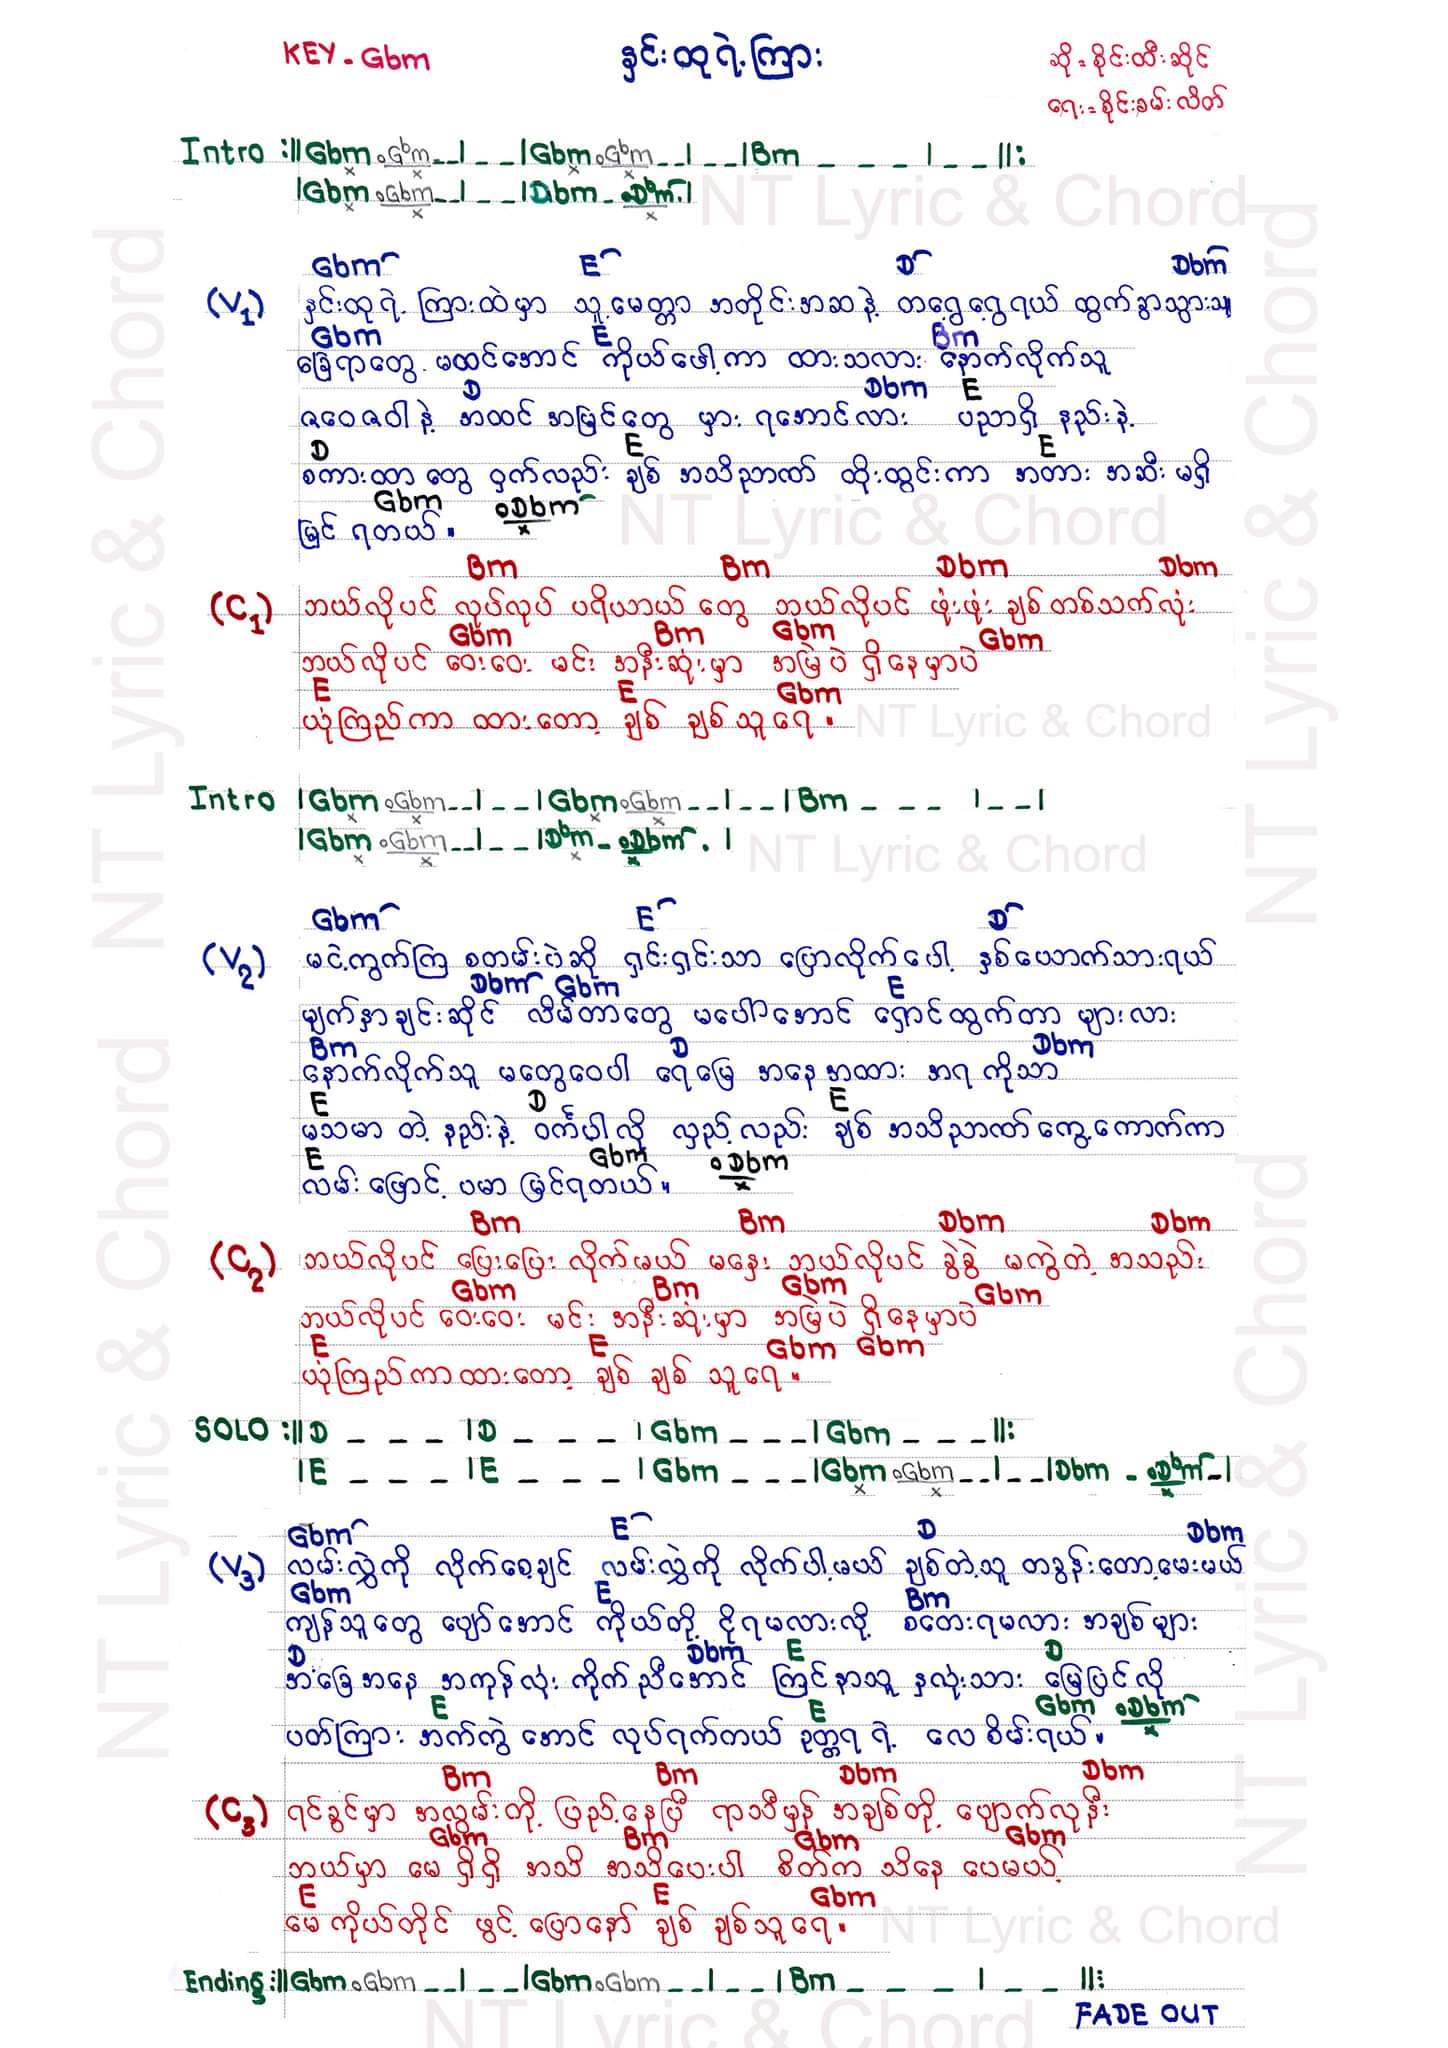 KEY - Gbm
နှင်းထုရဲ့ကြား
ဆို = စိုင်းထီးဆိုင်
ရေး = စိုင်းခမ်းလိတ်
Intro :|| Gbm . Gbm _ _ | _ _ | Gbm . Gbm _ _ | _ _ | Bm _ _ _ | _ _ ||:
| Gbm . Gbm _ _ | _ _ | Dbm - . Dbm . |
NT Lyric & Chord
Gbm E D Dbm
(V1) နှင်းထုရဲ့ ကြားထဲမှာ သူ့မေတ္တာ အတိုင်းအဆနဲ့ တရွေ့ရွေ့ရယ် ထွက်ခွာသွားသူ
Gbm E Bm
ခြေရာတွေ မထင်အောင် ကိုယ်ဖျော့ကာ ထားသလား နောက်လိုက်သူ
D Dbm E
ဇဝေဇဝါနဲ့ အထင် အမြင်တွေ မှား ရအောင်လား ပညာရှိ နည်းနဲ့
D E E
စကားထာ တွေ ဝှက်လည်း ချစ် အသိဉာဏ် ထိုးထွင်းကာ အတား အဆီး မရှိ
Gbm . Dbm
မြင် ရတယ်။
NT Lyric & Chord
Bm Bm Dbm Dbm
(C1) ဘယ်လိုပင် လှုပ်လှုပ် ပရိယာယ် တွေ ဘယ်လိုပင် ဖုံးဖုံး ချစ်တစ်သက်လုံး
Gbm Bm Gbm Gbm
ဘယ်လိုပင် ဝေးဝေး မင်း အနီးဆုံးမှာ အမြဲပဲ ရှိနေမှာပဲ
E E Gbm
ယုံကြည်ကာ ထားတော့ ချစ် ချစ်သူရေ။
NT Lyric & Chord
Intro | Gbm . Gbm _ _ | _ _ | Gbm . Gbm _ _ | _ _ | Bm _ _ _ | _ _ |
| Gbm . Gbm _ _ | _ _ | Dbm - . Dbm . |
NT Lyric & Chord
Gbm E D
(V2) မငဲ့ကွက်ကြ စတမ်းပဲဆို ရှင်းရှင်းသာ ပြောလိုက်ပေါ့ နှစ်ယောက်သားရယ်
Dbm Gbm E
မျက်နှာချင်းဆိုင် လိမ်တာတွေ မပေါ်အောင် ရှောင်ထွက်တာ များလား
Bm D Dbm
နောက်လိုက်သူ မတွေဝေပါ ရေမြေ အနေအထား အရ ကိုသာ
E D E
မသမာ တဲ့ နည်းနဲ့ ဝင်္ကပါလို လှည့်လည်း ချစ် အသိဉာဏ်ကွေ့ကောက်ကာ
E Gbm . Dbm
လမ်းဖြောင့် ပမာ မြင်ရတယ်။
Bm Bm Dbm Dbm
(C2) ဘယ်လိုပင် ပြေးပြေး လိုက်မယ် မနှေး ဘယ်လိုပင် ခွဲခွဲ မကွဲတဲ့ အသည်း
Gbm Bm Gbm Gbm
ဘယ်လိုပင် ဝေးဝေး မင်း အနီးဆုံးမှာ အမြဲပဲ ရှိနေမှာပဲ
E E Gbm Gbm
ယုံကြည်ကာထားတော့ ချစ် ချစ် သူရေ။
SOLO :|| D _ _ _ | D _ _ _ | Gbm _ _ _ | Gbm _ _ _ ||:
| E _ _ _ | E _ _ _ | Gbm _ _ _ | Gbm . Gbm _ _ | _ _ | Dbm - . Dbm - |
Gbm E D Dbm
(V3) လမ်းလွှဲကို လိုက်စေ့ချင် လမ်းလွှဲကို လိုက်ပါ့မယ် ချစ်တဲ့သူ တခွန်းတော့မေးမယ်
Gbm E Bm
ကျန်သူတွေ ပျော်အောင် ကိုယ်တို့ ငိုရမလားလို့ စတေးရမလား အချစ်များ
D Dbm E D
အံခြေအနေ အကုန်လုံး ကိုက်ညီအောင် ကြင်နာသူ နှလုံးသား မြေပြင်လို
E E Gbm . Dbm
ပတ်ကြား အက်ကွဲ အောင် လုပ်ရက်တယ် ဥတ္တရ ရဲ့ လေစိမ်းရယ်။
Bm Bm Dbm Dbm
(C3) ရင်ခွင်မှာ အလွမ်းတို့ ပြည့်နေပြီ ရာသီမှန် အချစ်တို့ ပျောက်လုနီး
Gbm Bm Gbm Gbm
ဘယ်မှာ မေ ရှိရှိ အသိ အသိပေးပါ စိတ်က သိနေ ပေမယ့်
E E Gbm
မေကိုယ်တိုင် ဖွင့် ပြောနော် ချစ် ချစ်သူရေ။
NT Lyric & Chord
Ending :|| Gbm . Gbm _ _ | _ _ | Gbm . Gbm _ _ | _ _ | Bm _ _ _ | _ _ ||:
FADE OUT
NT Lyric & Chord